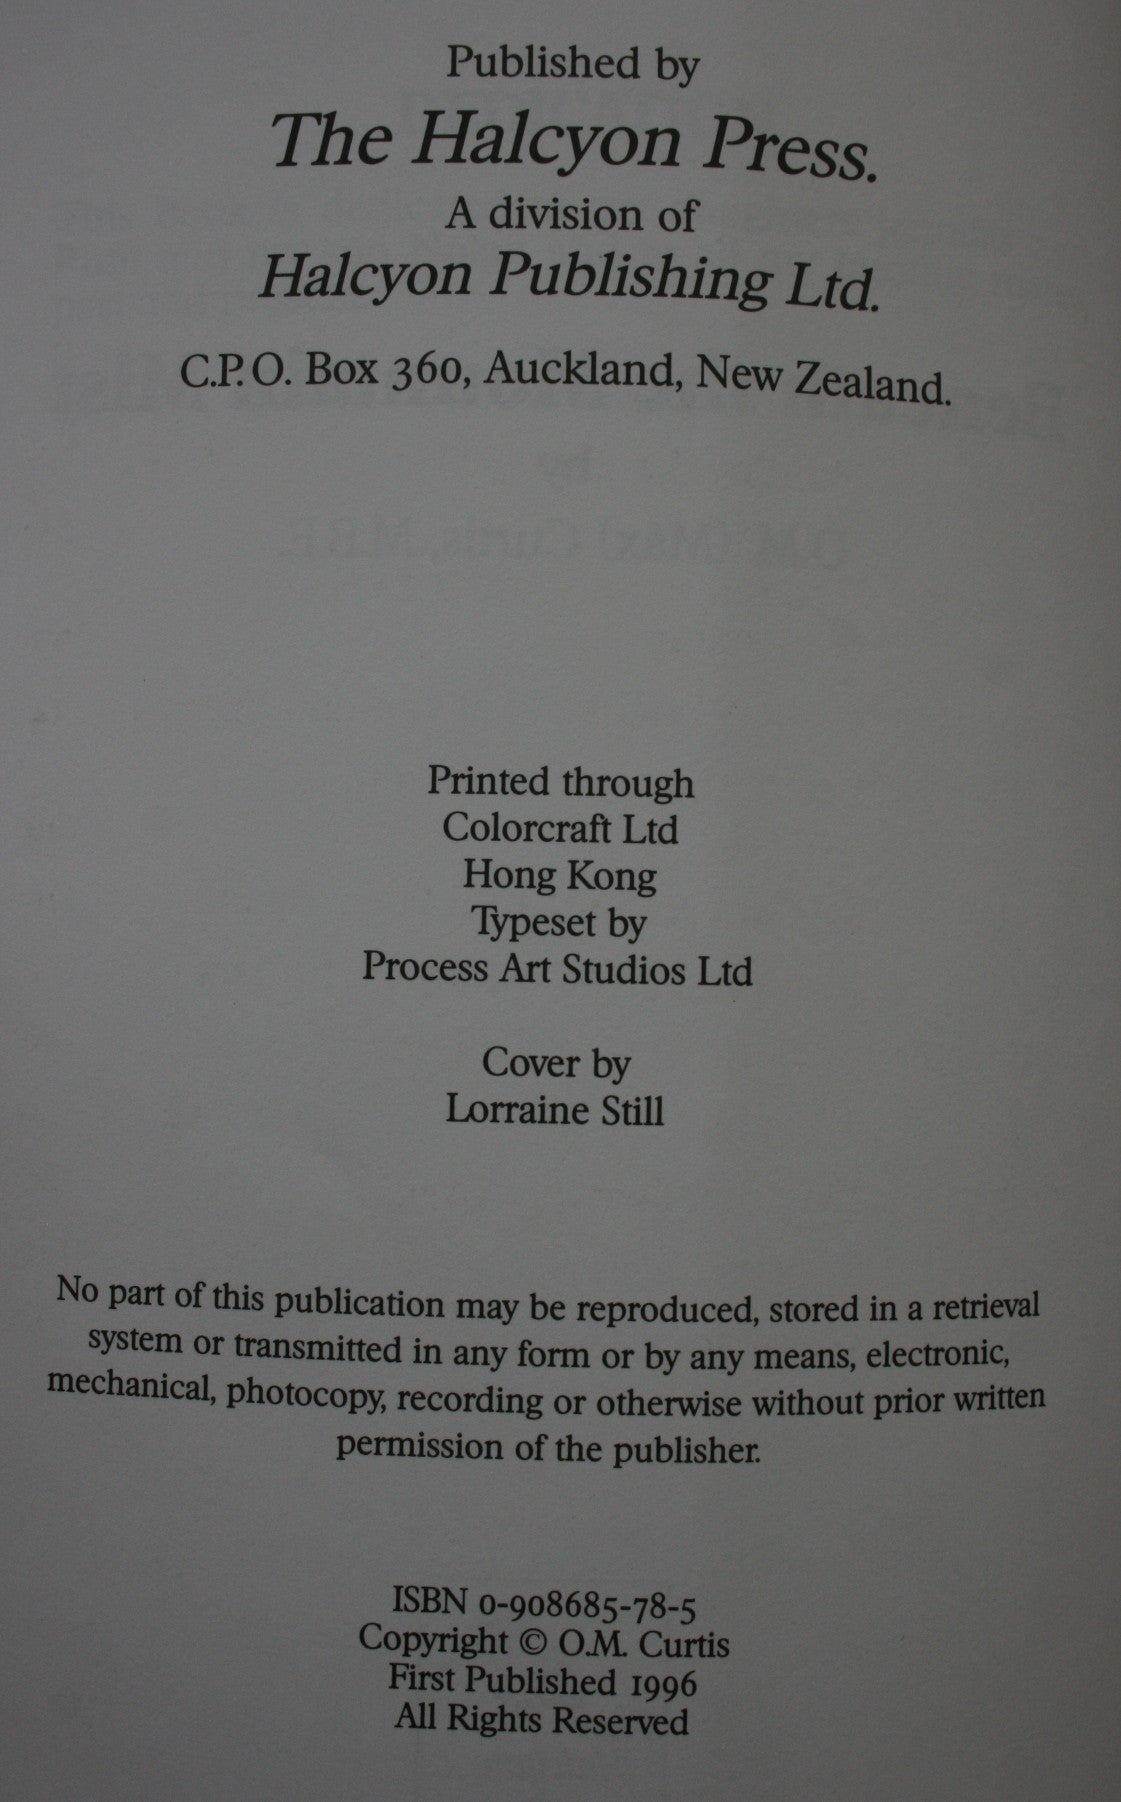 Published by
The Halcyon Press.
A division of
Halcyon Publishing Ltd.
C.P.O. Box 360, Auckland, New Zealand.
by
Curtis, M.B.E.
Printed through
Colorcraft Ltd
Hong Kong
Typeset by
Process Art Studios Ltd
Cover by
Lorraine Still
No part of this publication may be reproduced, stored in a retrieval
system or transmitted in any form or by any means, electronic,
mechanical, photocopy, recording or otherwise without prior written
permission of the publisher.
ISBN 0-908685-78-5
Copyright © O.M. Curtis
First Published 1996
All Rights Reserved